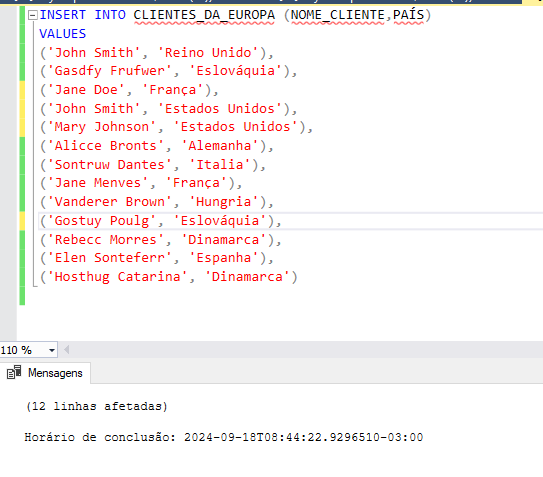 INSERT INTO CLIENTES_DA_EUROPA (NOME_CLIENTE,PAÍS)
VALUES
('John Smith', 'Reino Unido'),
('Gasdfy Frufwer', 'Eslováquia'),
('Jane Doe', 'França'),
('John Smith', 'Estados Unidos'),
('Mary Johnson', 'Estados Unidos'),
('Alicce Bronts', 'Alemanha'),
('Sontruw Dantes', 'Italia'),
('Jane Menves', 'França'),
('Vanderer Brown', 'Hungria'),
('Gostuy Poulg', 'Eslováquia'),
('Rebecc Morres', 'Dinamarca'),
('Elen Sonteferr', 'Espanha'),
('Hosthug Catarina', 'Dinamarca')
110 %
Mensagens
(12 linhas afetadas)
Horário de conclusão: 2024-09-18T08:44:22.9296510-03:00